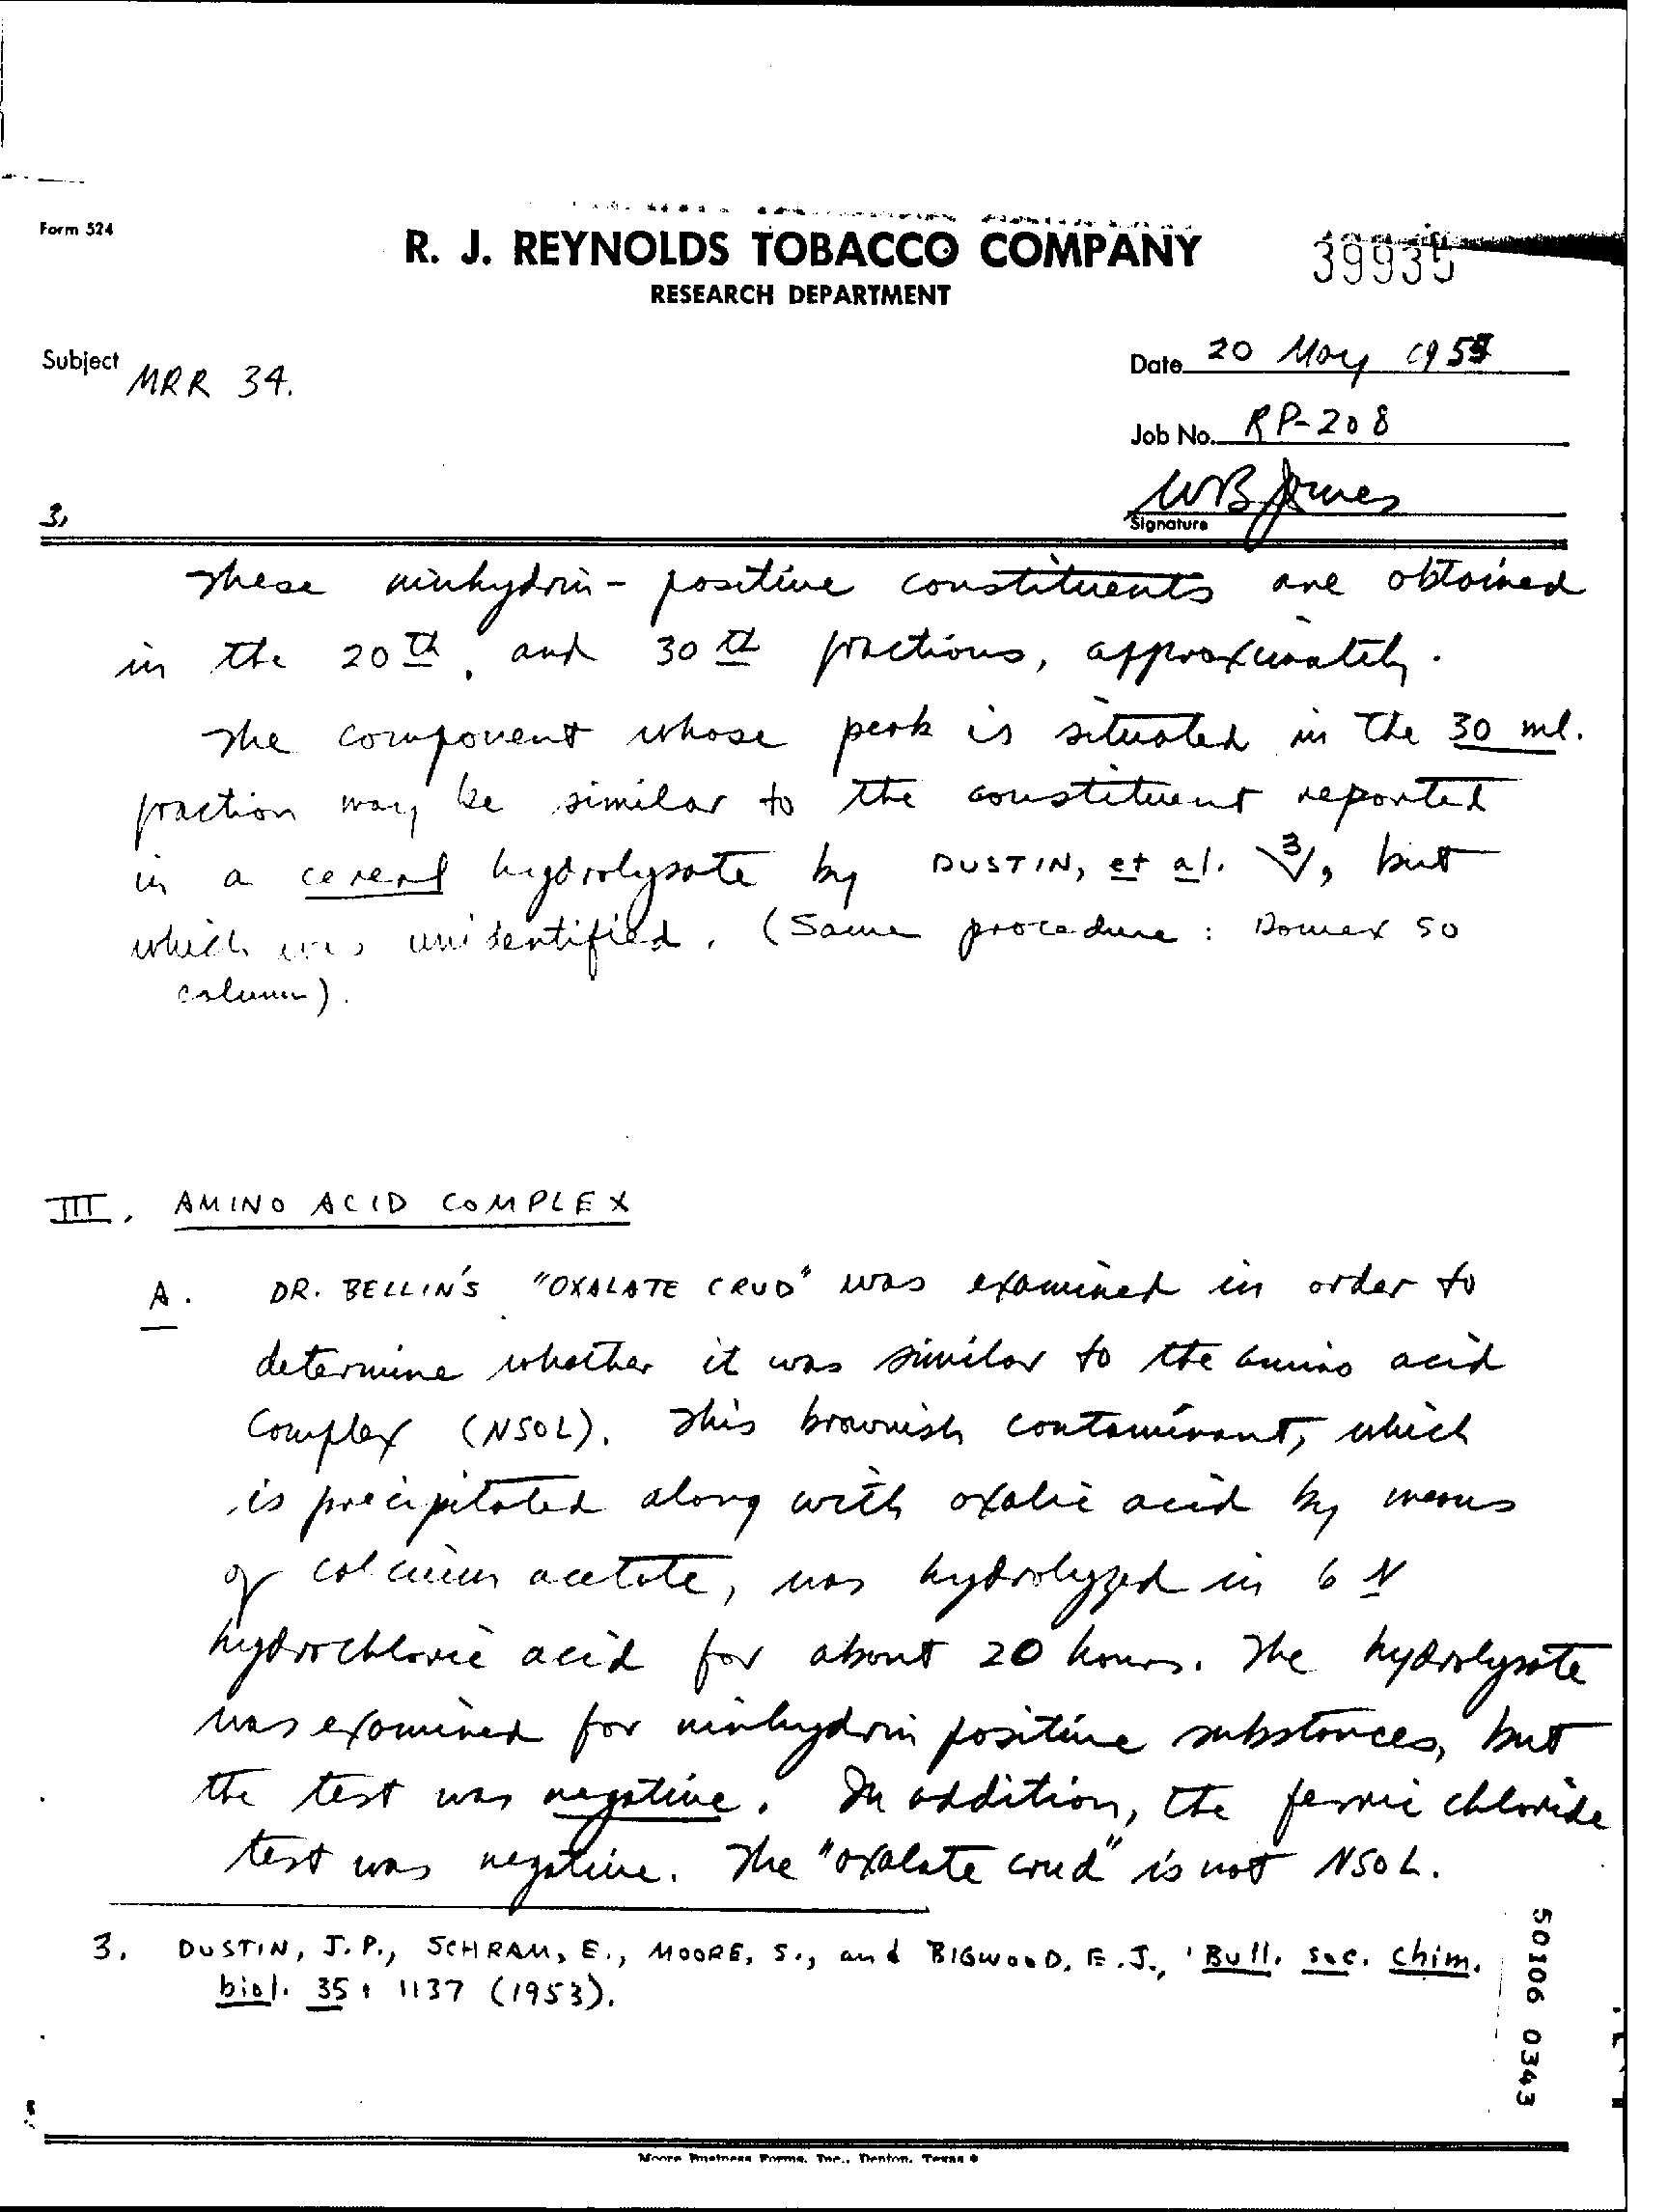 Form 524
R. J. REYNOLDS TOBACCO COMPANY
39935
RESEARCH DEPARTMENT
Subject MRR 34.
Date 20 May 1955
Job No. RP-208
WB Jones
Signature
3,
These ninhydrin-positive constituents are obtained
in the 20th, and 30th fractions, approximately.
The component whose peak is situated in the 30 ml.
fraction may be similar to the constituent reported
in a cereal hydrolysate by DUSTIN, et al. 3/, but
which was unidentified. (Same procedure: Dowex 50
column).
III. AMINO ACID COMPLEX
A. DR. BELLIN'S "OXALATE CRUD" was examined in order to
determine whether it was similar to the amino acid
complex (NSOL). This brownish contaminant, which
is precipitated along with oxalic acid by means
of calcium acetate, was hydrolyzed in 6 N
hydrochloric acid for about 20 hours. The hydrolysate
was examined for ninhydrin positive substances, but
the test was negative. In addition, the ferric chloride
test was negative. The "oxalate crud" is not NSOL.
3. DUSTIN, J.P., SCHRAM, E., MOORE, S., and BIGWOOD, E.J., Bull. soc. chim.
biol. 35: 1137 (1953).
50106 0343
Moore Business Forms, Inc., Denton, Texas